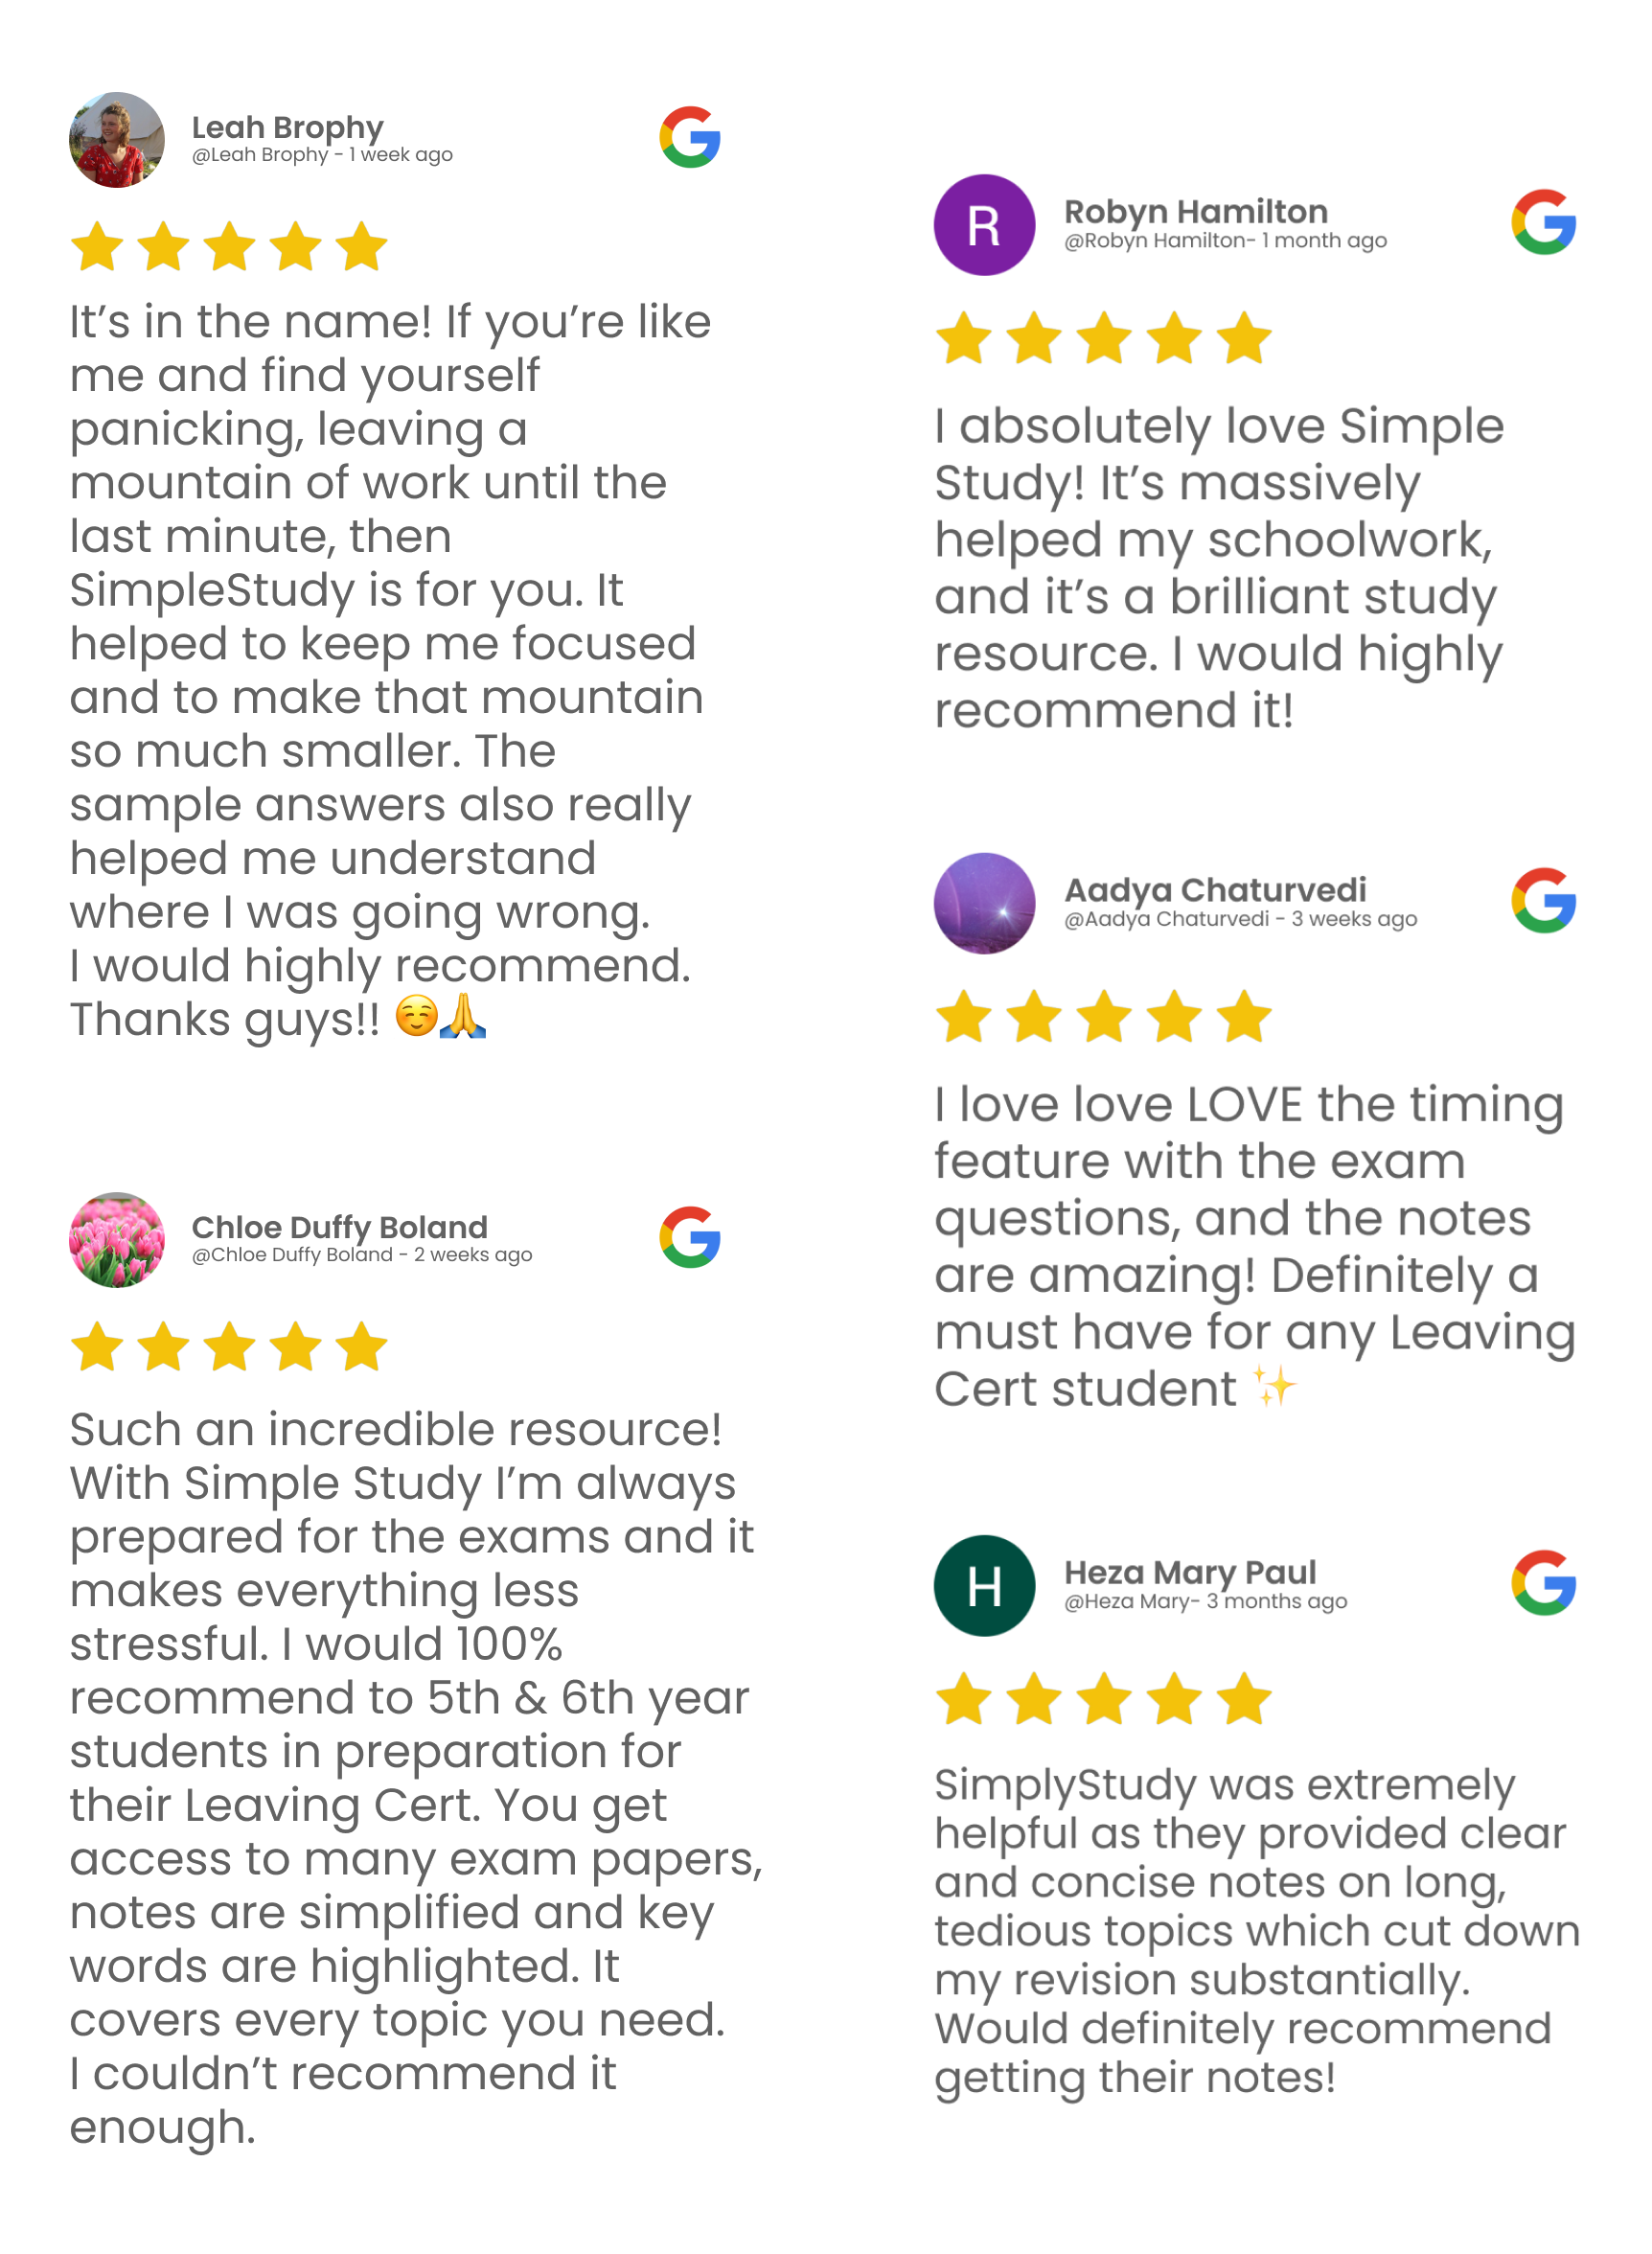 Leah Brophy
@Leah Brophy - 1 week ago
It’s in the name! If you’re like
me and find yourself
panicking, leaving a
mountain of work until the
last minute, then
SimpleStudy is for you. It
helped to keep me focused
and to make that mountain
so much smaller. The
sample answers also really
helped me understand
where I was going wrong.
I would highly recommend.
Thanks guys!! ☺️🙏
Chloe Duffy Boland
@Chloe Duffy Boland - 2 weeks ago
Such an incredible resource!
With Simple Study I’m always
prepared for the exams and it
makes everything less
stressful. I would 100%
recommend to 5th & 6th year
students in preparation for
their Leaving Cert. You get
access to many exam papers,
notes are simplified and key
words are highlighted. It
covers every topic you need.
I couldn’t recommend it
enough.
R
Robyn Hamilton
@Robyn Hamilton- 1 month ago
I absolutely love Simple
Study! It’s massively
helped my schoolwork,
and it’s a brilliant study
resource. I would highly
recommend it!
Aadya Chaturvedi
@Aadya Chaturvedi - 3 weeks ago
I love love LOVE the timing
feature with the exam
questions, and the notes
are amazing! Definitely a
must have for any Leaving
Cert student ✨
H
Heza Mary Paul
@Heza Mary- 3 months ago
SimplyStudy was extremely
helpful as they provided clear
and concise notes on long,
tedious topics which cut down
my revision substantially.
Would definitely recommend
getting their notes!